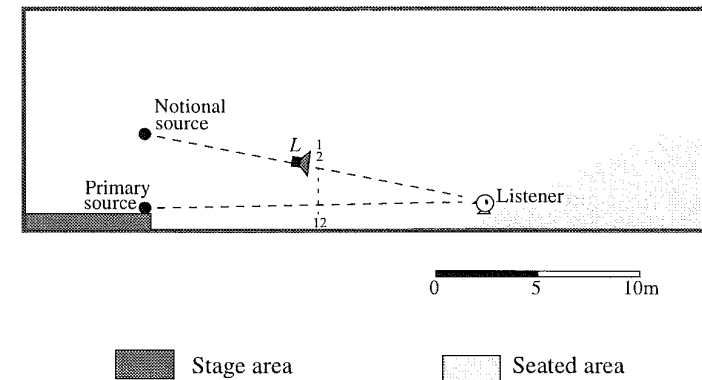 Notional
source
L
1
2
Primary
source
Listener
12
0 5 10m
Stage area
Seated area